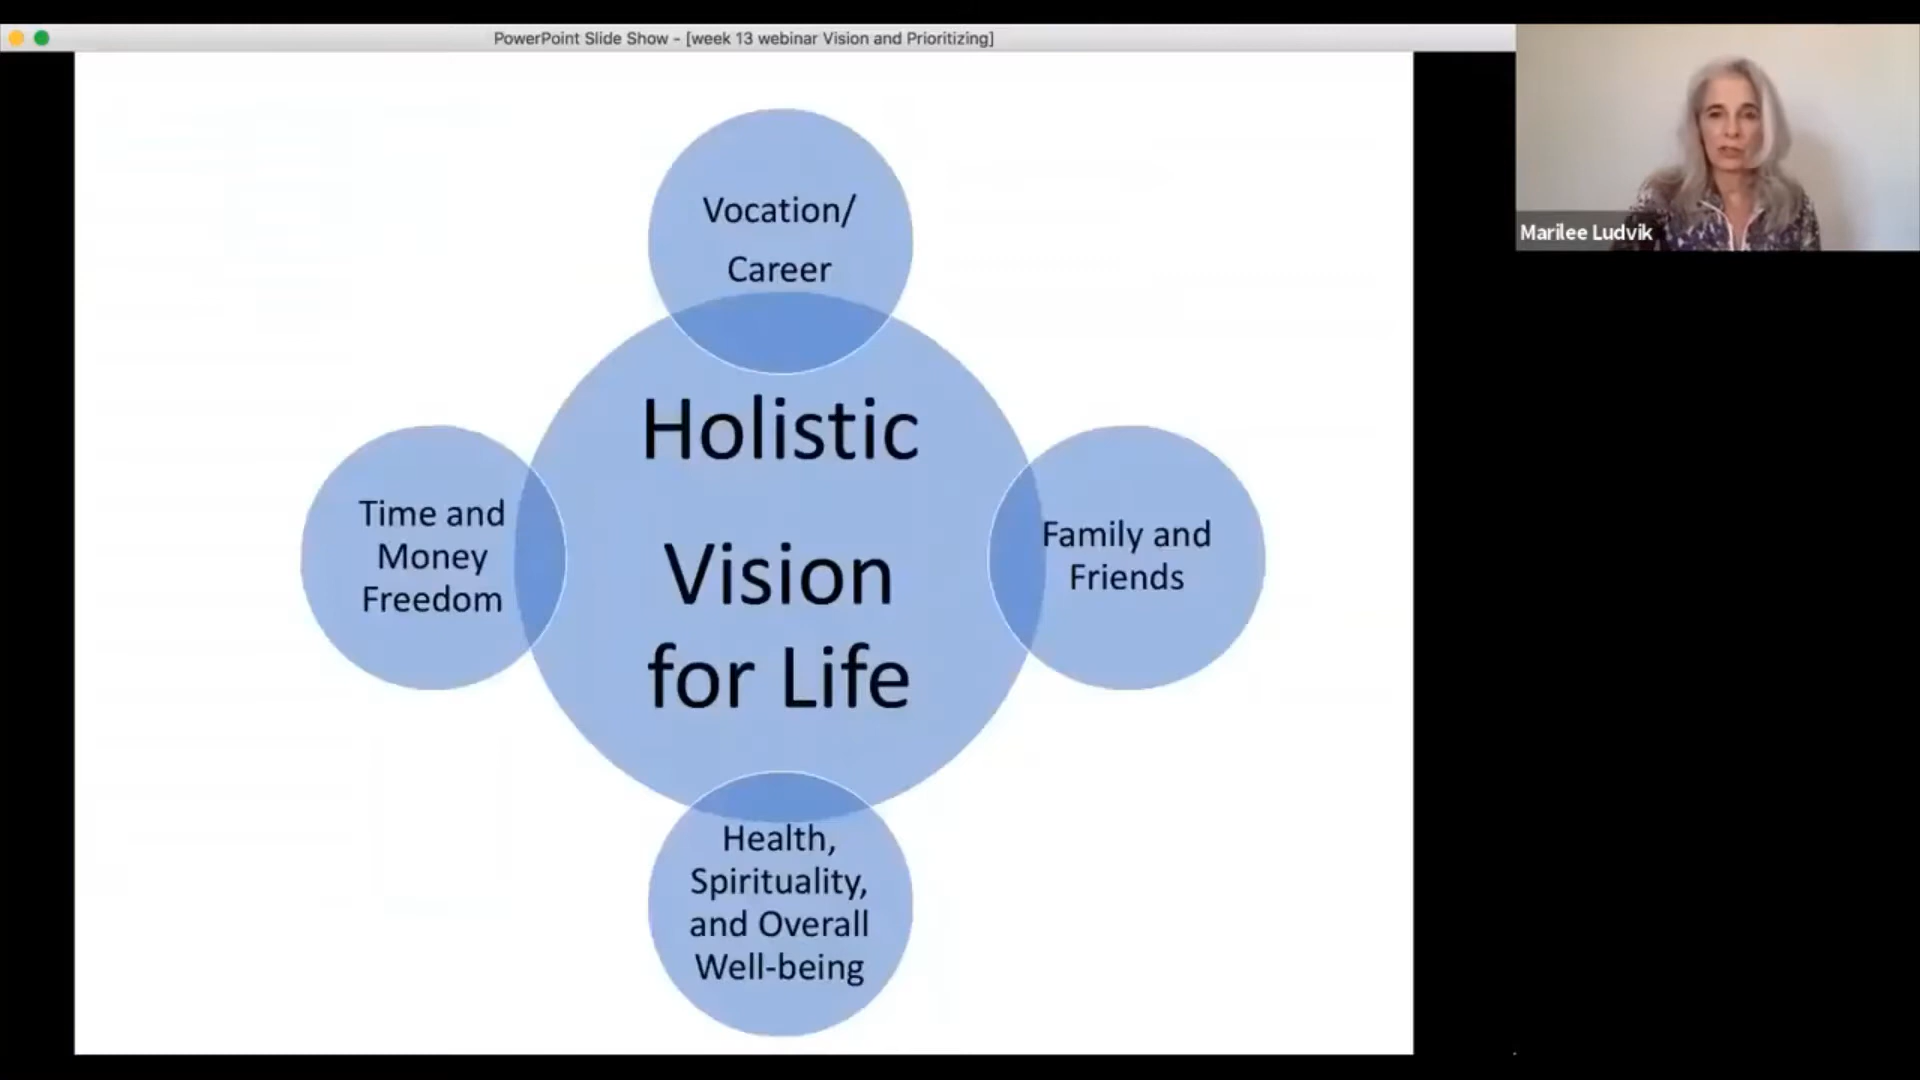 PowerPoint Slide Show - [week 13 webinar Vision and Prioritizing]
Marilee Ludvik
Vocation/
Career
Holistic
Vision
for Life
Time and
Money
Freedom
Family and
Friends
Health,
Spirituality,
and Overall
Well-being